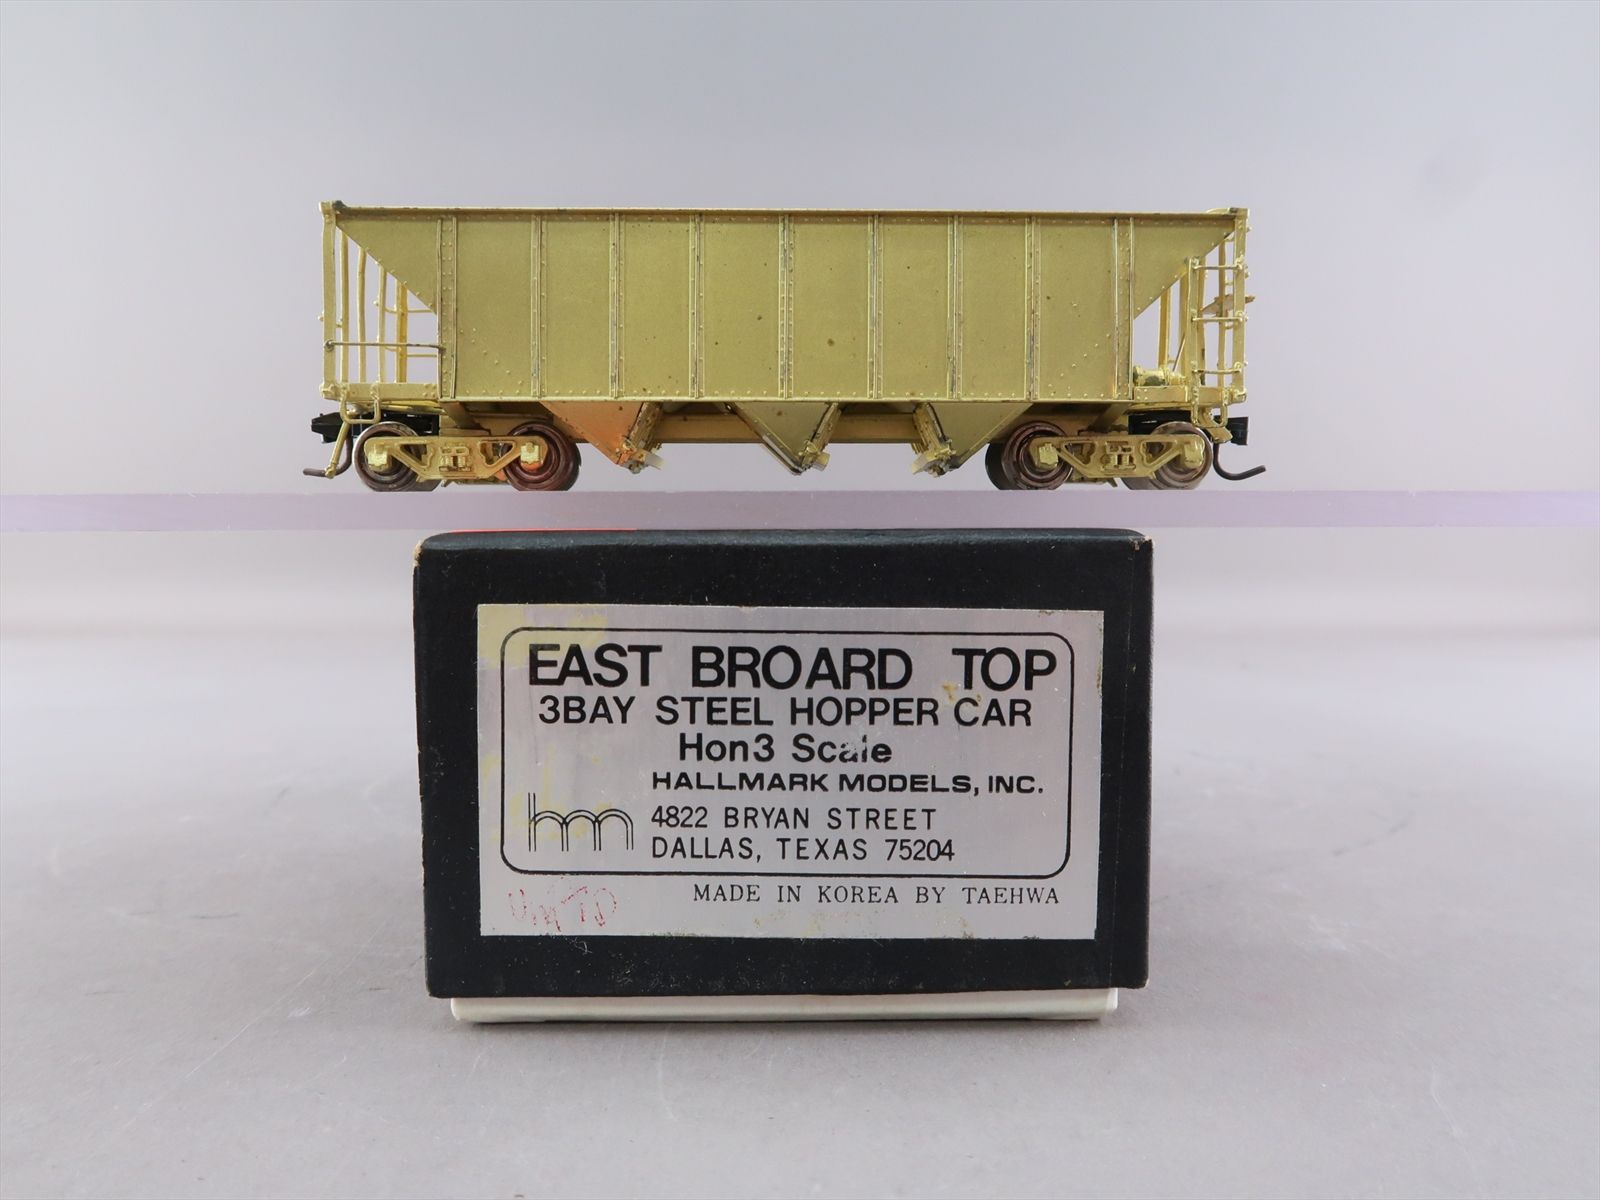 EAST BROARD TOP
3BAY STEEL HOPPER CAR
Hon3 Scale
HALLMARK MODELS, INC.
hm 4822 BRYAN STREET
DALLAS, TEXAS 75204
MADE IN KOREA BY TAEHWA